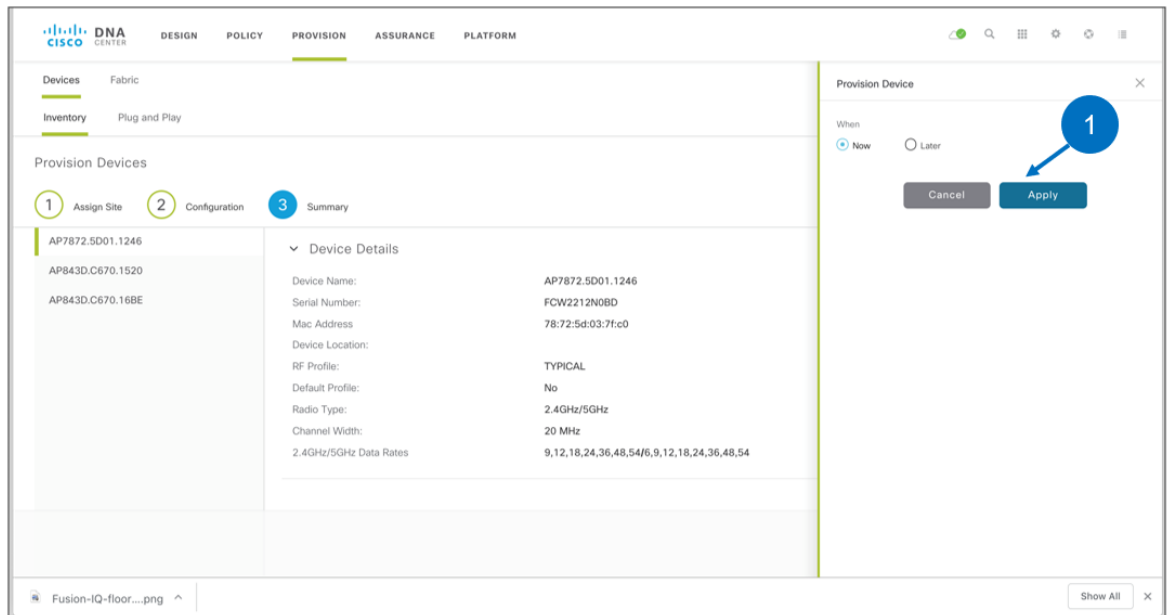 CISCO DNA CENTER DESIGN POLICY PROVISION ASSURANCE PLATFORM
Devices Fabric
Inventory Plug and Play
Provision Devices
1 Assign Site 2 Configuration 3 Summary
AP7872.5D01.1246
AP843D.C670.1520
AP843D.C670.16BE
Device Details
Device Name: AP7872.5D01.1246
Serial Number: FCW2212N0BD
Mac Address 78:72:5d:03:7f:c0
Device Location:
RF Profile: TYPICAL
Default Profile: No
Radio Type: 2.4GHz/5GHz
Channel Width: 20 MHz
2.4GHz/5GHz Data Rates 9,12,18,24,36,48,54/6,9,12,18,24,36,48,54
Provision Device
When
Now Later
1
Cancel Apply
Fusion-IQ-floor....png Show All